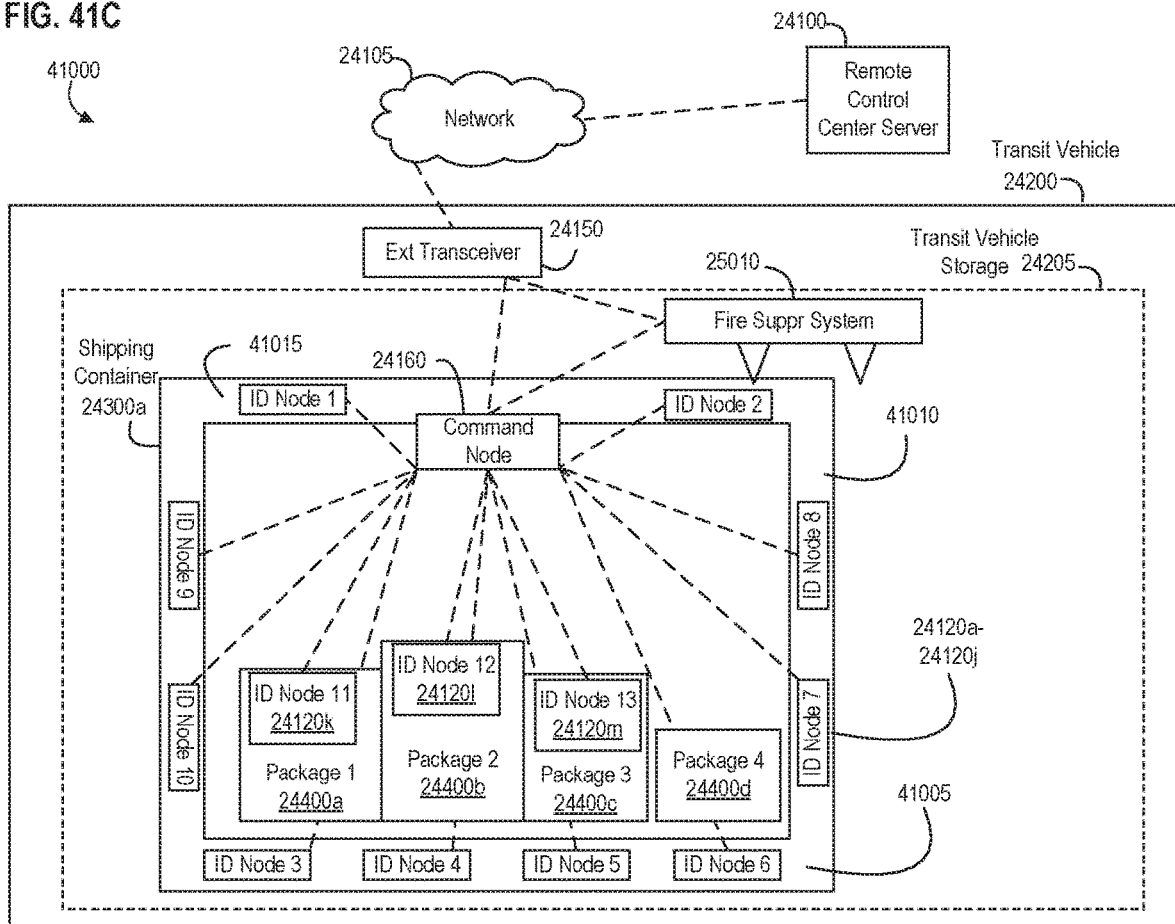 FIG. 41C
41000
24105
Network
24100
Remote
Control
Center Server
Transit Vehicle
24200
Ext Transceiver
24150
Transit Vehicle
Storage 24205
25010
Fire Suppr System
Shipping
Container
24300a
41015
24160
ID Node 1
Command
Node
ID Node 2
41010
ID Node 9
ID Node 8
24120a-
24120j
ID Node 10
ID Node 7
ID Node 11
24120k
Package 1
24400a
ID Node 12
24120l
Package 2
24400b
ID Node 13
24120m
Package 3
24400c
Package 4
24400d
41005
ID Node 3
ID Node 4
ID Node 5
ID Node 6